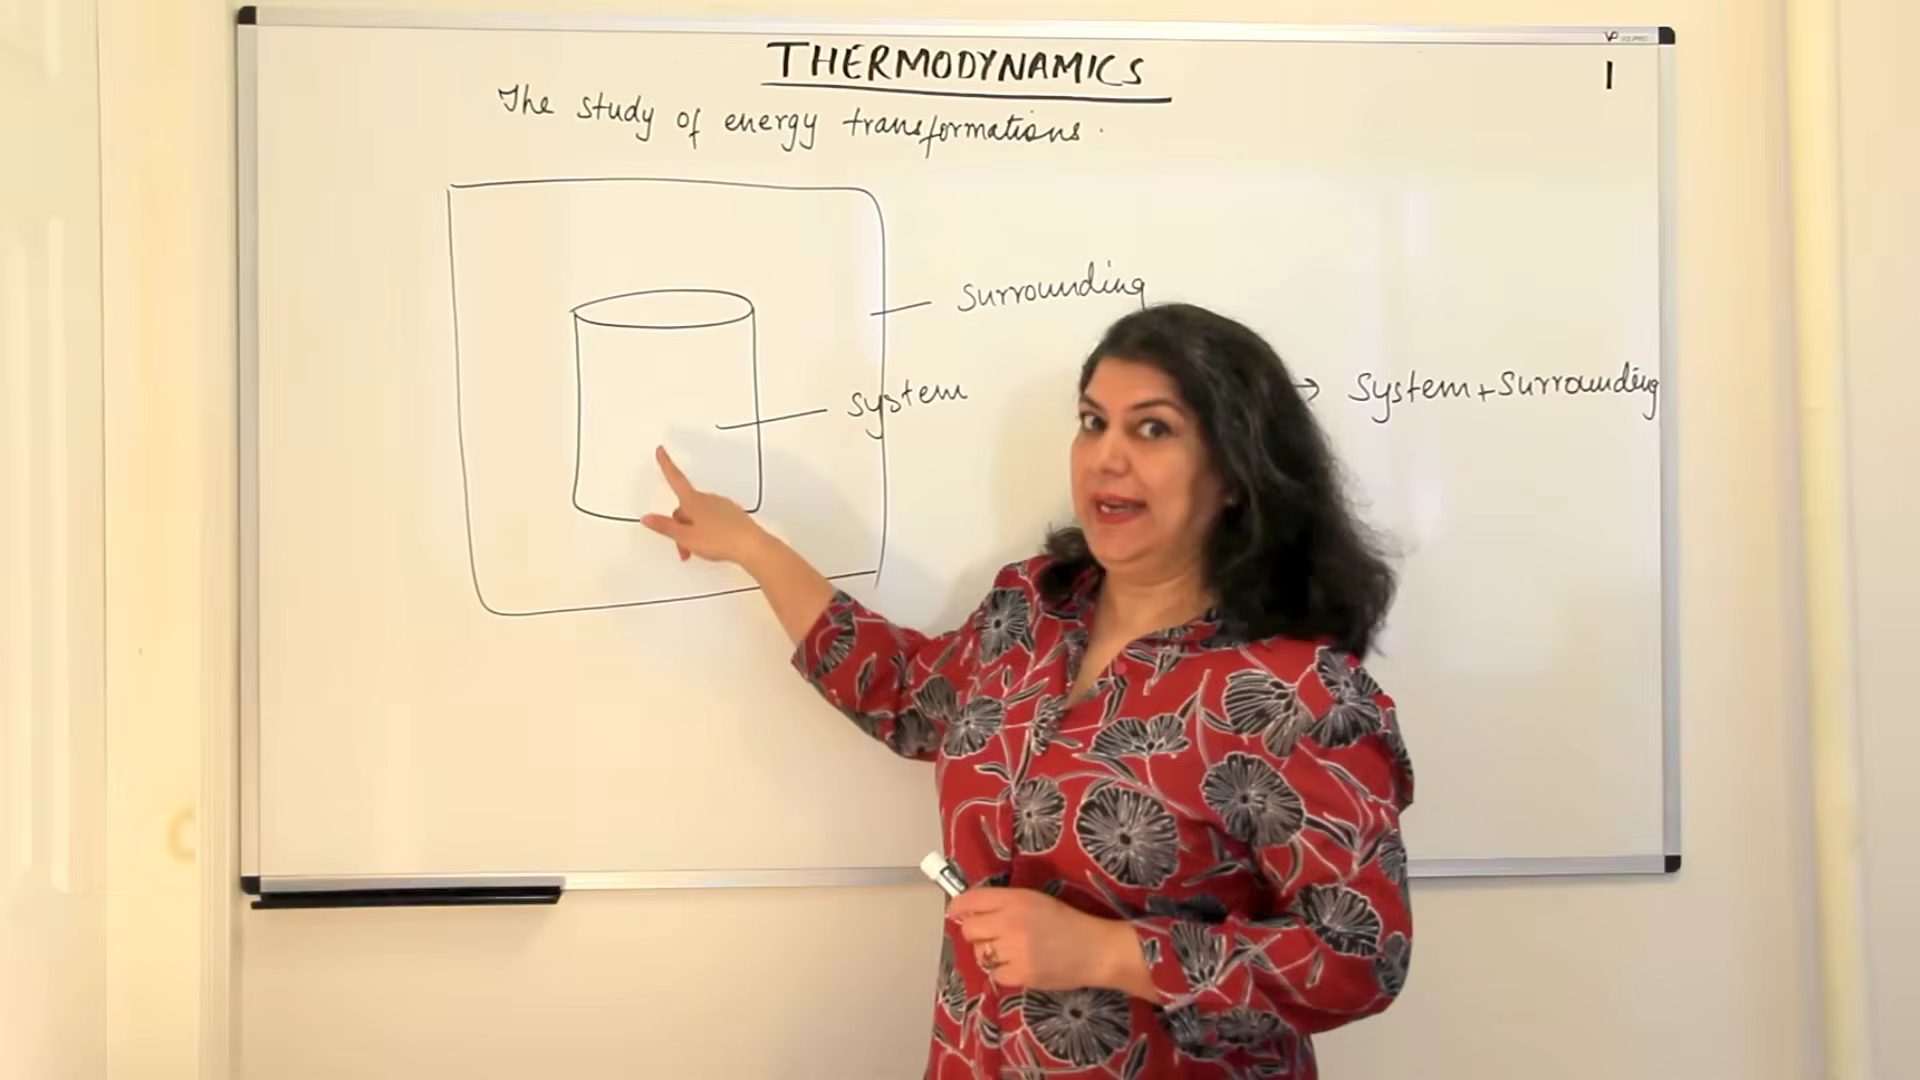 THERMODYNAMICS
1
The study of energy transformations.
Surrounding
system
→ System + Surrounding